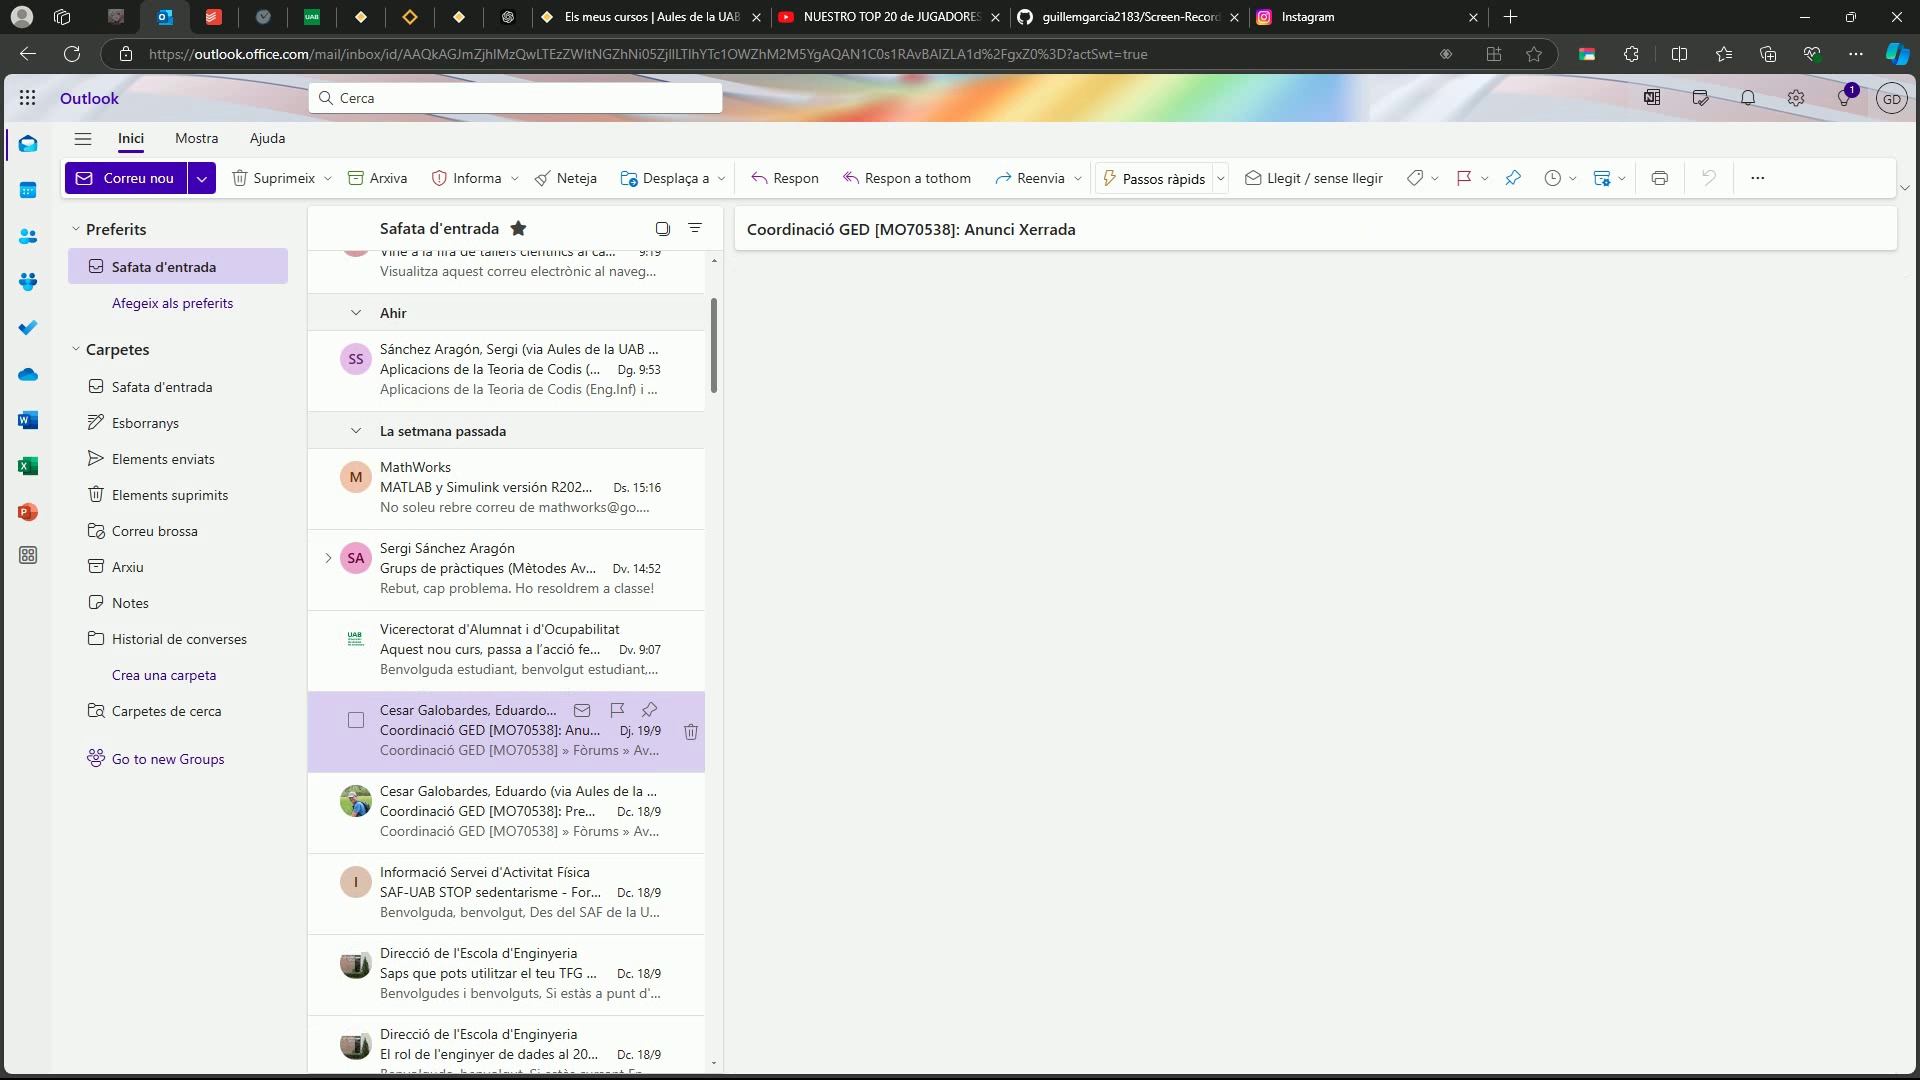 Els meus cursos | Aules de la UAB
NUESTRO TOP 20 de JUGADORES
guillemgarcia2183/Screen-Record
Instagram
https://outlook.office.com/mail/inbox/id/
Outlook
Cerca
1
GD
Inici
Mostra
Ajuda
Correu nou
Suprimeix
Arxiva
Informa
Neteja
Desplaça a
Respon
Respon a tothom
Reenvia
Passos ràpids
Llegit / sense llegir
Preferits
Safata d'entrada
Afegeix als preferits
Carpetes
Safata d'entrada
Esborranys
Elements enviats
Elements suprimits
Correu brossa
Arxiu
Notes
Historial de converses
Crea una carpeta
Carpetes de cerca
Go to new Groups
Safata d'entrada
Vine a la fira de tallers científics al ca... 9:19
Visualitza aquest correu electrònic al naveg...
Ahir
SS
Sánchez Aragón, Sergi (via Aules de la UAB ...
Aplicacions de la Teoria de Codis (... Dg. 9:53
Aplicacions de la Teoria de Codis (Eng.Inf) i ...
La setmana passada
M
MathWorks
MATLAB y Simulink versión R202... Ds. 15:16
No soleu rebre correu de mathworks@go....
SA
Sergi Sánchez Aragón
Grups de pràctiques (Mètodes Av... Dv. 14:52
Rebut, cap problema. Ho resoldrem a classe!
UAB
Vicerectorat d'Alumnat i d'Ocupabilitat
Aquest nou curs, passa a l'acció fe... Dv. 9:07
Benvolguda estudiant, benvolgut estudiant,...
Cesar Galobardes, Eduardo...
Coordinació GED [MO70538]: Anu... Dj. 19/9
Coordinació GED [MO70538] » Fòrums » Av...
Cesar Galobardes, Eduardo (via Aules de la ...
Coordinació GED [MO70538]: Pre... Dc. 18/9
Coordinació GED [MO70538] » Fòrums » Av...
I
Informació Servei d'Activitat Física
SAF-UAB STOP sedentarisme - For... Dc. 18/9
Benvolguda, benvolgut, Des del SAF de la U...
Direcció de l'Escola d'Enginyeria
Saps que pots utilitzar el teu TFG ... Dc. 18/9
Benvolgudes i benvolguts, Si estàs a punt d'...
Direcció de l'Escola d'Enginyeria
El rol de l'enginyer de dades al 20... Dc. 18/9
Coordinació GED [MO70538]: Anunci Xerrada